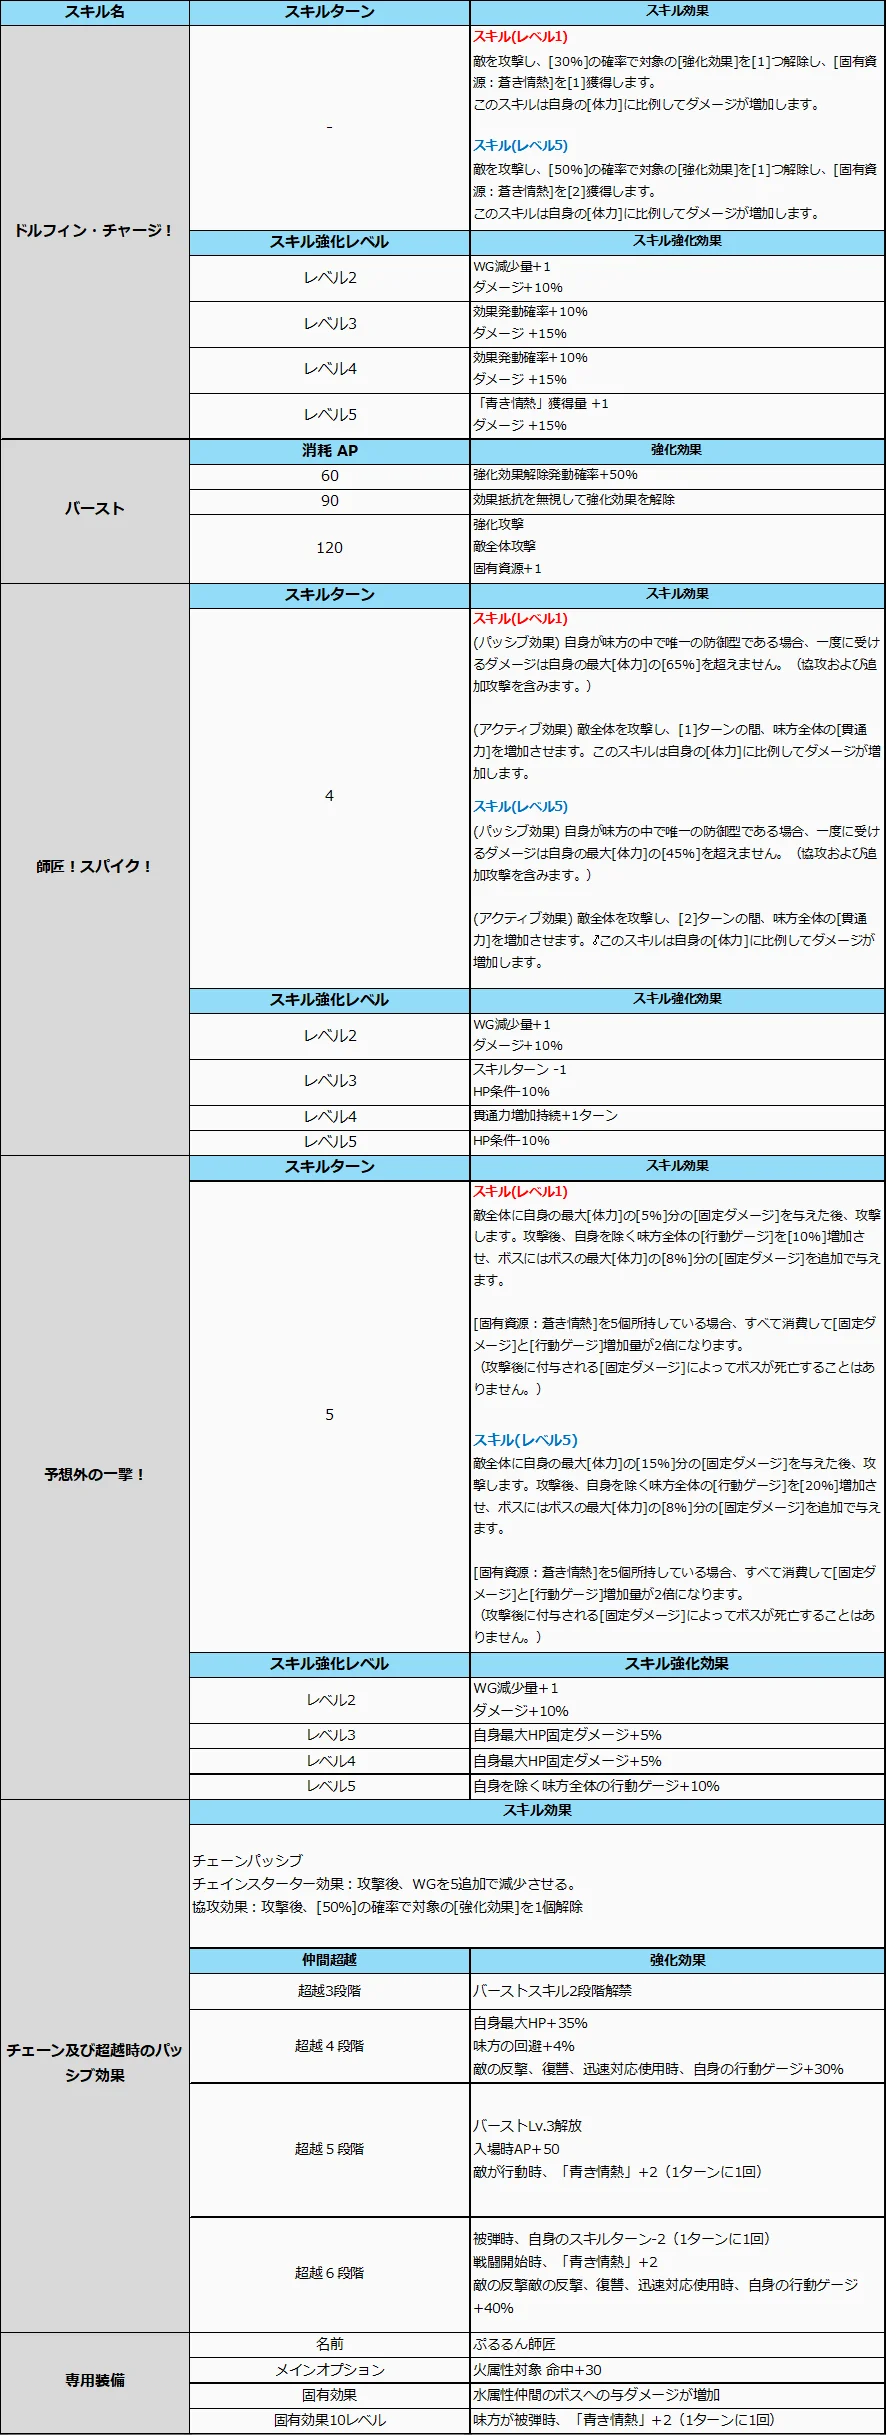 スキル名
スキルターン
スキル効果
ドルフィン・チャージ！
-
スキル(レベル1)
敵を攻撃し、[30%]の確率で対象の[強化効果]を[1]つ解除し、[固有資
源：蒼き情熱]を[1]獲得します。
このスキルは自身の[体力]に比例してダメージが増加します。
スキル(レベル5)
敵を攻撃し、[50%]の確率で対象の[強化効果]を[1]つ解除し、[固有資
源：蒼き情熱]を[2]獲得します。
このスキルは自身の[体力]に比例してダメージが増加します。
スキル強化レベル
スキル強化効果
レベル2
WG減少量+1
ダメージ+10%
レベル3
効果発動確率+10%
ダメージ +15%
レベル4
効果発動確率+10%
ダメージ +15%
レベル5
「青き情熱」獲得量 +1
ダメージ +15%
バースト
消耗 AP
強化効果
60
強化効果解除発動確率+50%
90
効果抵抗を無視して強化効果を解除
120
強化攻撃
敵全体攻撃
固有資源+1
師匠！スパイク！
スキルターン
スキル効果
4
スキル(レベル1)
(パッシブ効果) 自身が味方の中で唯一の防御型である場合、一度に受け
るダメージは自身の最大[体力]の[65%]を超えません。（協攻および追
加攻撃を含みます。）
(アクティブ効果) 敵全体を攻撃し、[1]ターンの間、味方全体の[貫通
力]を増加させます。このスキルは自身の[体力]に比例してダメージが増
加します。
スキル(レベル5)
(パッシブ効果) 自身が味方の中で唯一の防御型である場合、一度に受け
るダメージは自身の最大[体力]の[45%]を超えません。（協攻および追
加攻撃を含みます。）
(アクティブ効果) 敵全体を攻撃し、[2]ターンの間、味方全体の[貫通
力]を増加させます。♂このスキルは自身の[体力]に比例してダメージが
増加します。
スキル強化レベル
スキル強化効果
レベル2
WG減少量+1
ダメージ+10%
レベル3
スキルターン -1
HP条件-10%
レベル4
貫通力増加持続+1ターン
レベル5
HP条件-10%
予想外の一撃！
スキルターン
スキル効果
5
スキル(レベル1)
敵全体に自身の最大[体力]の[5%]分の[固定ダメージ]を与えた後、攻撃
します。攻撃後、自身を除く味方全体の[行動ゲージ]を[10%]増加さ
せ、ボスにはボスの最大[体力]の[8%]分の[固定ダメージ]を追加で与え
ます。
[固有資源：蒼き情熱]を5個所持している場合、すべて消費して[固定ダ
メージ]と[行動ゲージ]増加量が2倍になります。
（攻撃後に付与される[固定ダメージ]によってボスが死亡することはあ
りません。）
スキル(レベル5)
敵全体に自身の最大[体力]の[15%]分の[固定ダメージ]を与えた後、攻
撃します。攻撃後、自身を除く味方全体の[行動ゲージ]を[20%]増加さ
せ、ボスにはボスの最大[体力]の[8%]分の[固定ダメージ]を追加で与え
ます。
[固有資源：蒼き情熱]を5個所持している場合、すべて消費して[固定ダ
メージ]と[行動ゲージ]増加量が2倍になります。
（攻撃後に付与される[固定ダメージ]によってボスが死亡することはあ
りません。）
スキル強化レベル
スキル強化効果
レベル2
WG減少量+1
ダメージ+10%
レベル3
自身最大HP固定ダメージ+5%
レベル4
自身最大HP固定ダメージ+5%
レベル5
自身を除く味方全体の行動ゲージ+10%
チェーン及び超越時のパッ
シブ効果
スキル効果
チェーンパッシブ
チェインスターター効果：攻撃後、WGを5追加で減少させる。
協攻効果：攻撃後、[50%]の確率で対象の[強化効果]を1個解除
仲間超越
強化効果
超越3段階
バーストスキル2段階解禁
超越４段階
自身最大HP+35%
味方の回避+4%
敵の反撃、復讐、迅速対応使用時、自身の行動ゲージ+30%
超越５段階
バーストLv.3解放
入場時AP+50
敵が行動時、「青き情熱」+2（1ターンに1回）
超越６段階
被弾時、自身のスキルターン-2（1ターンに1回）
戦闘開始時、「青き情熱」+2
敵の反撃敵の反撃、復讐、迅速対応使用時、自身の行動ゲージ
+40%
専用装備
名前
ぷるるん師匠
メインオプション
火属性対象 命中+30
固有効果
水属性仲間のボスへの与ダメージが増加
固有効果10レベル
味方が被弾時、「青き情熱」+2（1ターンに1回）